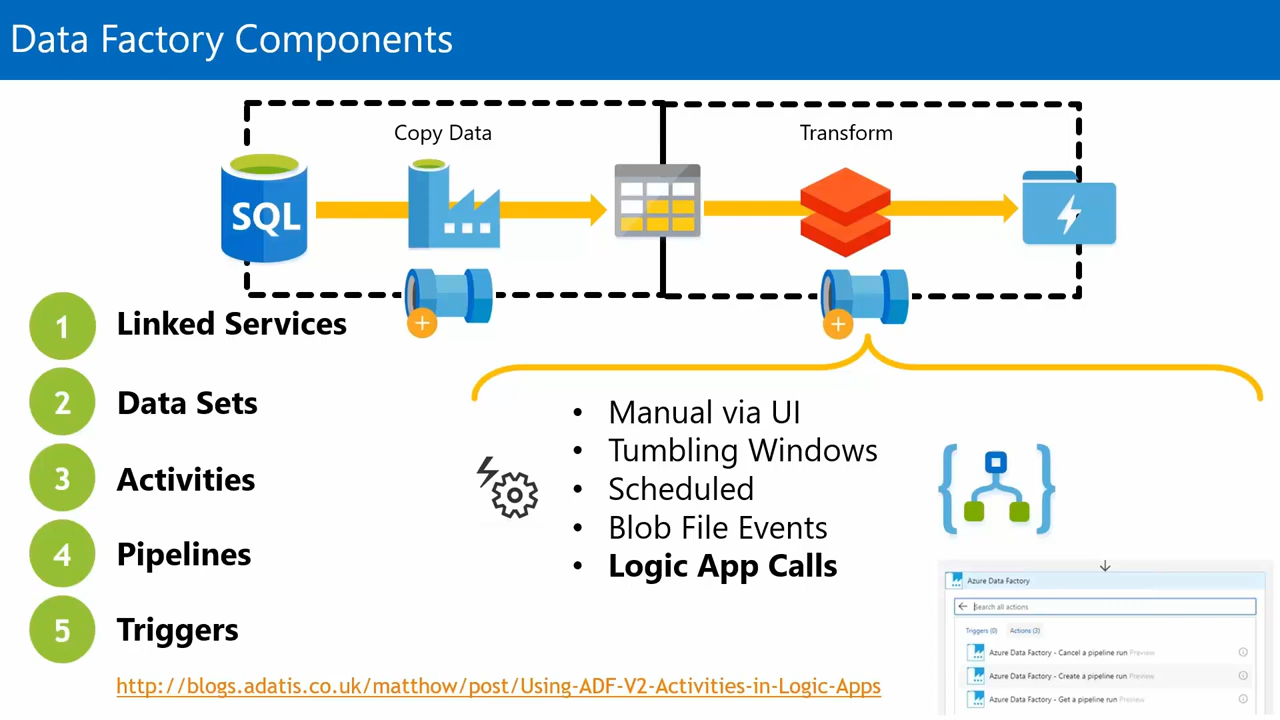 Data Factory Components
Copy Data
Transform
SQL
1 Linked Services
2 Data Sets
3 Activities
4 Pipelines
5 Triggers
• Manual via UI
• Tumbling Windows
• Scheduled
• Blob File Events
• Logic App Calls
Azure Data Factory
Search all actions
Triggers (0) Actions (3)
Azure Data Factory - Cancel a pipeline run Preview
Azure Data Factory - Create a pipeline run Preview
Azure Data Factory - Get a pipeline run Preview
http://blogs.adatis.co.uk/matthow/post/Using-ADF-V2-Activities-in-Logic-Apps